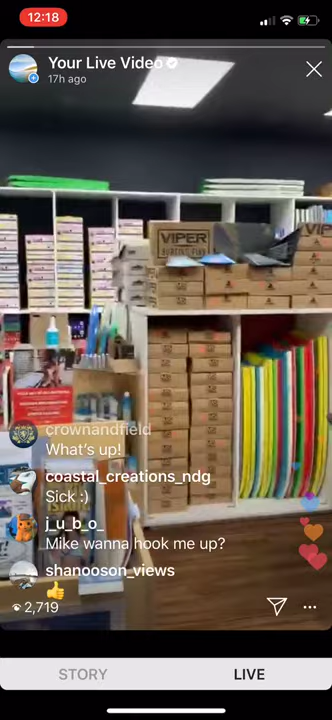 12:18
Your Live Video
17h ago
VIPER
VIPER
crownandfield
What's up!
coastal_creations_ndg
Sick :)
j_u_b_o_
Mike wanna hook me up?
shanooson_views
👍
2,719
STORY
LIVE